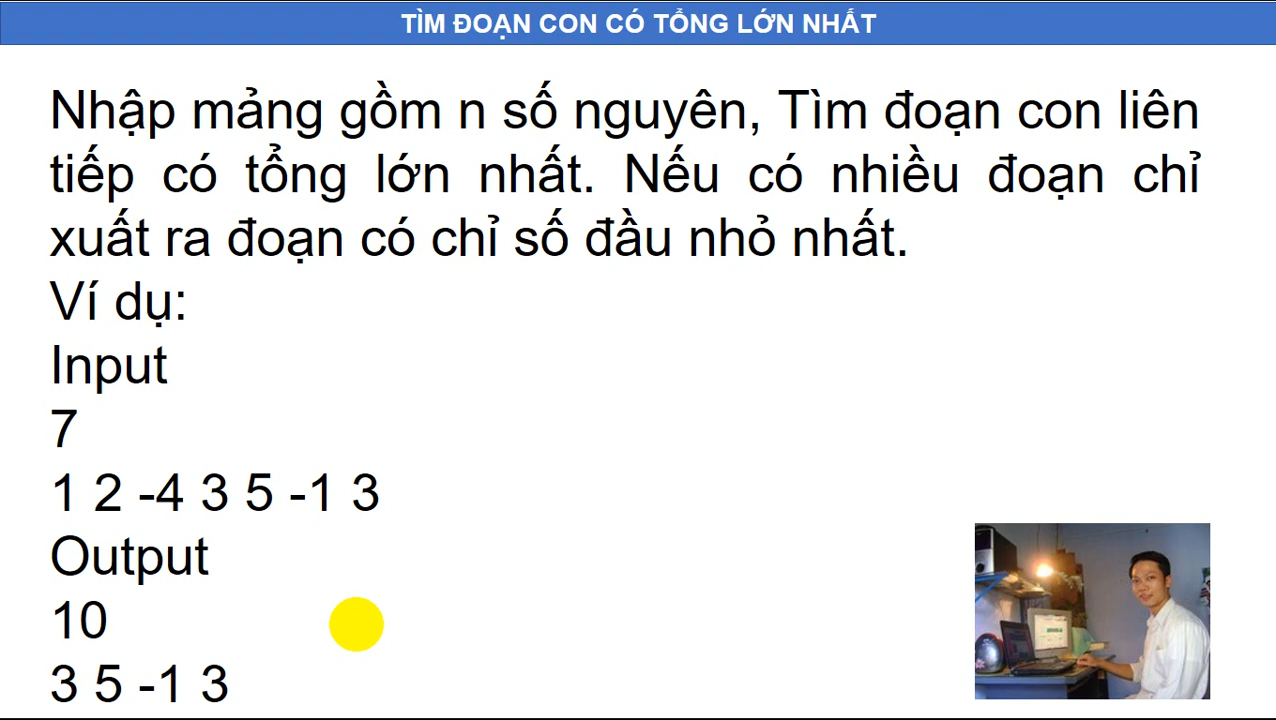 TÌM ĐOẠN CON CÓ TỔNG LỚN NHẤT
Nhập mảng gồm n số nguyên, Tìm đoạn con liên
tiếp có tổng lớn nhất. Nếu có nhiều đoạn chỉ
xuất ra đoạn có chỉ số đầu nhỏ nhất.
Ví dụ:
Input
7
1 2 -4 3 5 -1 3
Output
10
3 5 -1 3